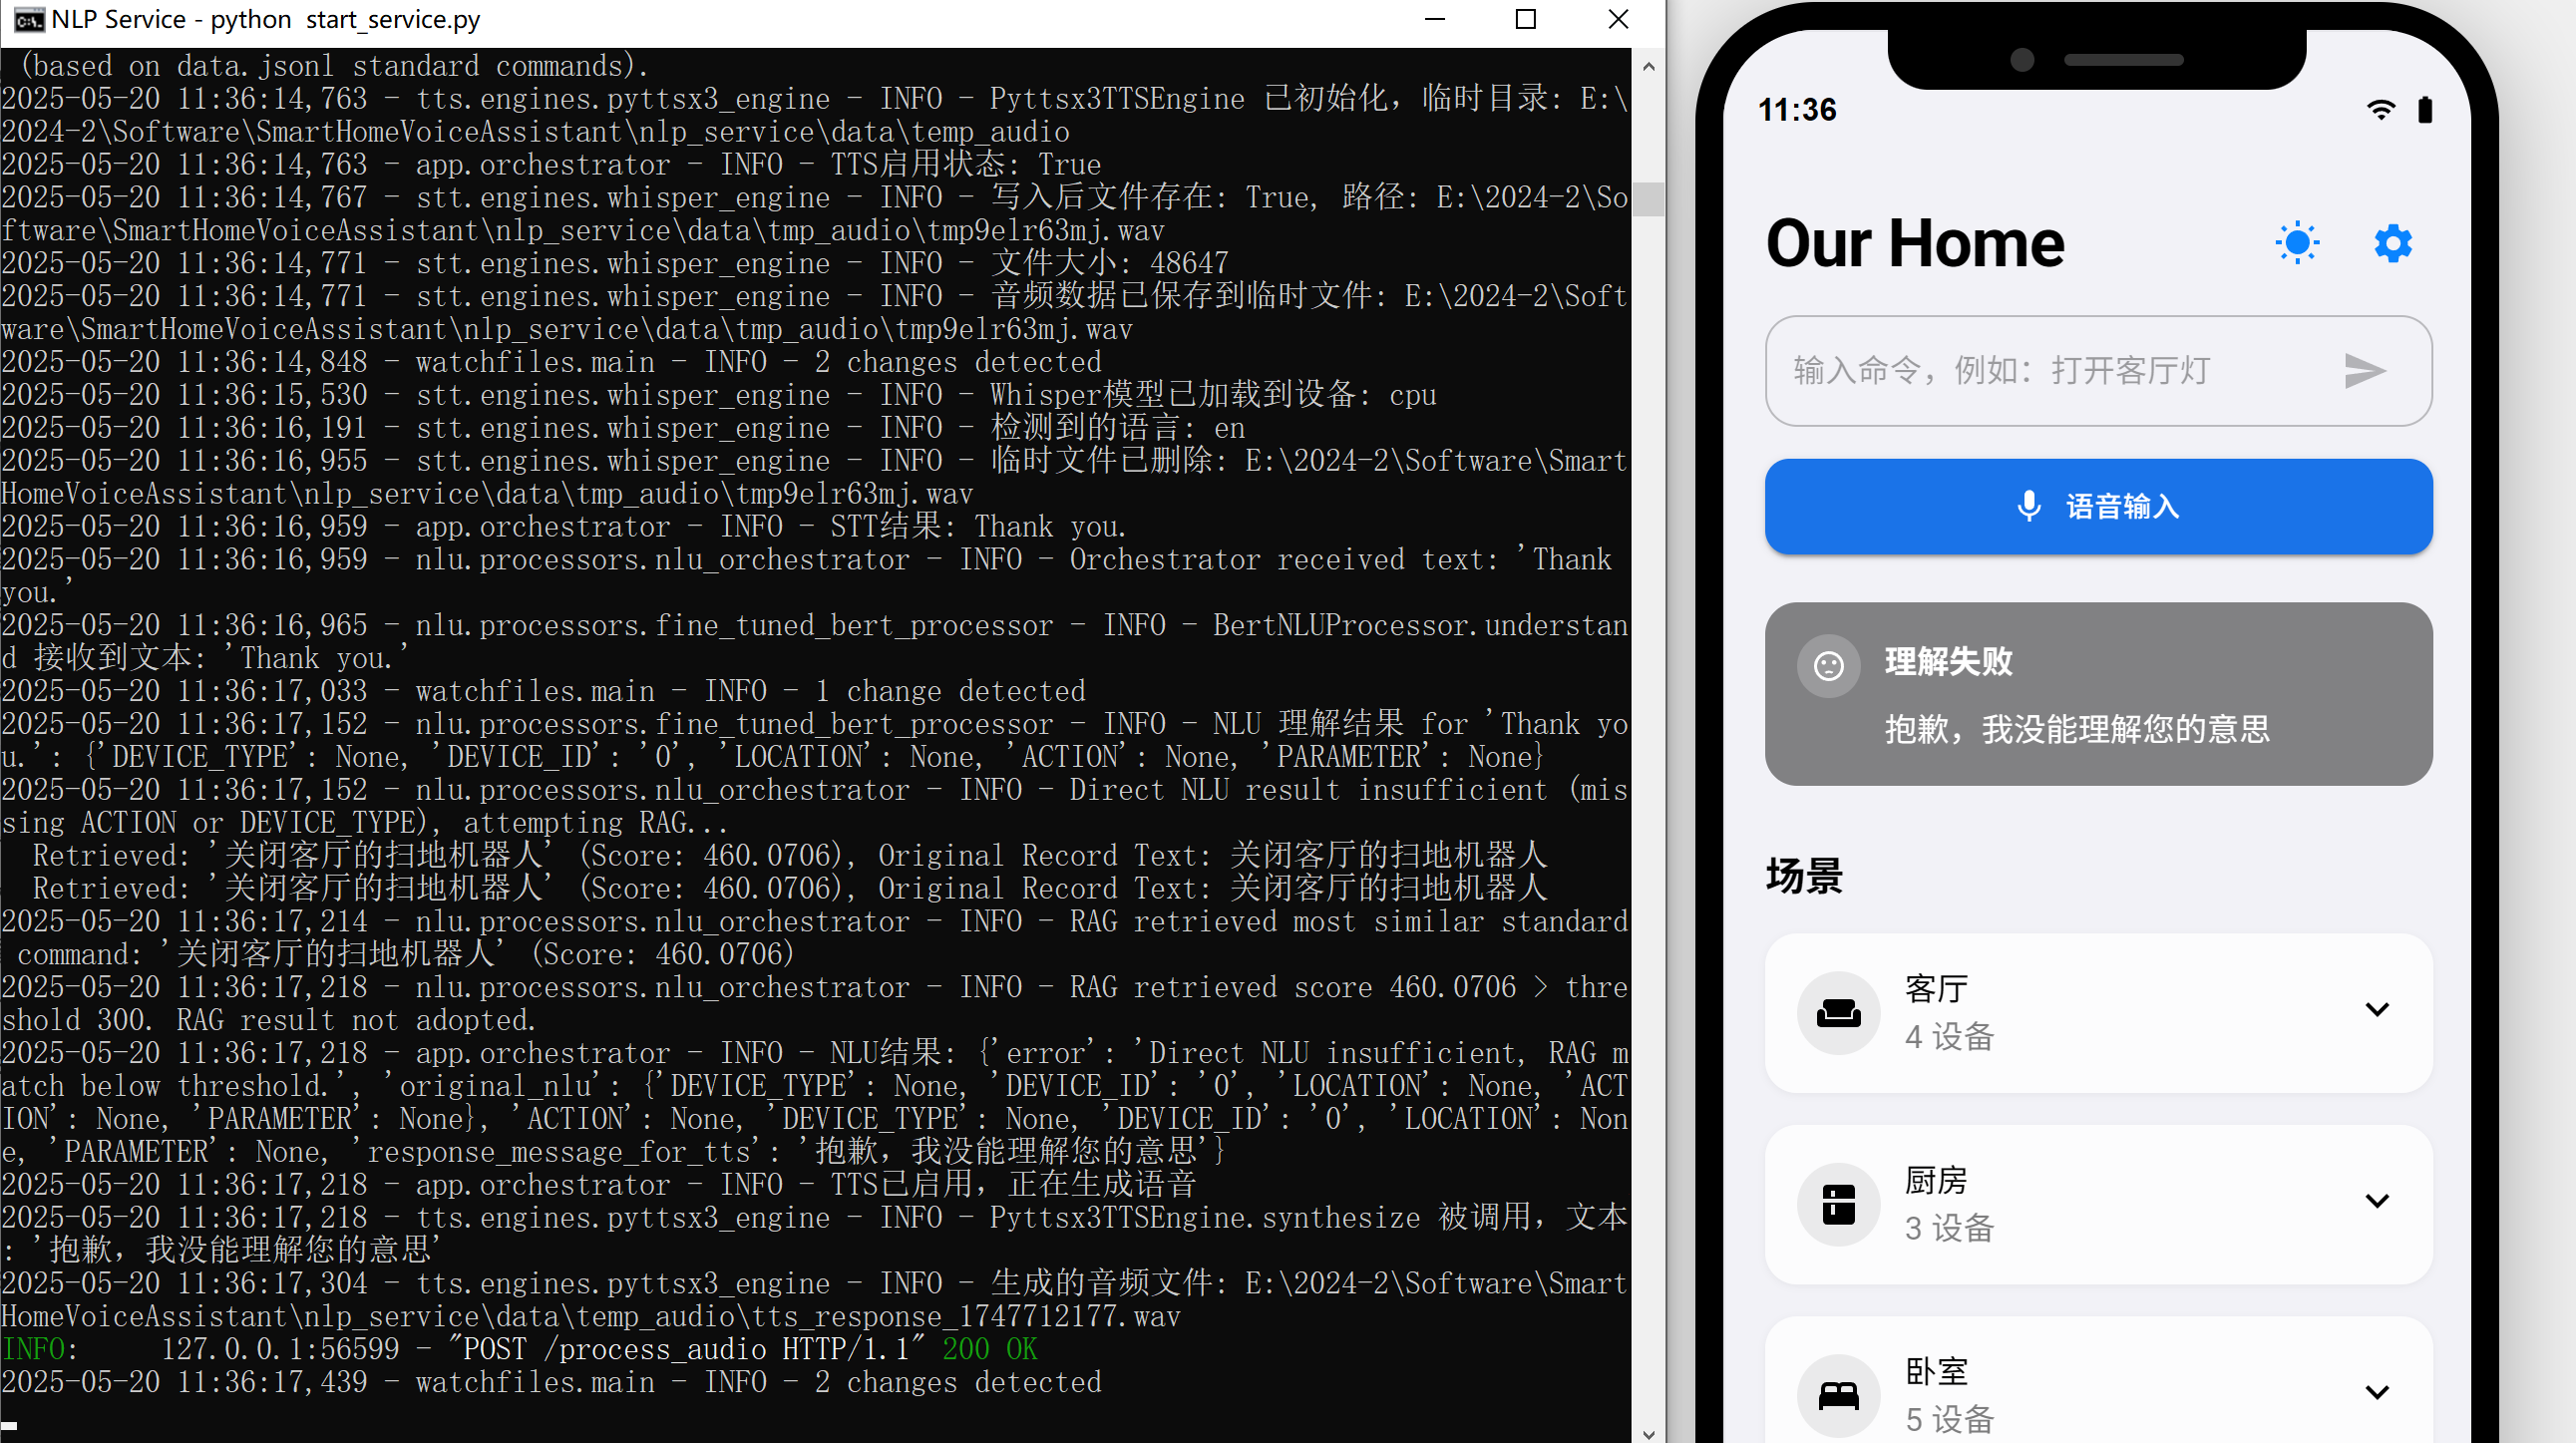 NLP Service - python  start_service.py
(based on data.jsonl standard commands).
2025-05-20 11:36:14,763 - tts.engines.pyttsx3_engine - INFO - Pyttsx3TTSEngine 已初始化，临时目录: E:\
2024-2\Software\SmartHomeVoiceAssistant\nlp_service\data\temp_audio
2025-05-20 11:36:14,763 - app.orchestrator - INFO - TTS启用状态: True
2025-05-20 11:36:14,767 - stt.engines.whisper_engine - INFO - 写入后文件存在: True, 路径: E:\2024-2\So
ftware\SmartHomeVoiceAssistant\nlp_service\data\tmp_audio\tmp9elr63mj.wav
2025-05-20 11:36:14,771 - stt.engines.whisper_engine - INFO - 文件大小: 48647
2025-05-20 11:36:14,771 - stt.engines.whisper_engine - INFO - 音频数据已保存到临时文件: E:\2024-2\Soft
ware\SmartHomeVoiceAssistant\nlp_service\data\tmp_audio\tmp9elr63mj.wav
2025-05-20 11:36:14,848 - watchfiles.main - INFO - 2 changes detected
2025-05-20 11:36:15,530 - stt.engines.whisper_engine - INFO - Whisper模型已加载到设备: cpu
2025-05-20 11:36:16,191 - stt.engines.whisper_engine - INFO - 检测到的语言: en
2025-05-20 11:36:16,955 - stt.engines.whisper_engine - INFO - 临时文件已删除: E:\2024-2\Software\Smart
HomeVoiceAssistant\nlp_service\data\tmp_audio\tmp9elr63mj.wav
2025-05-20 11:36:16,959 - app.orchestrator - INFO - STT结果: Thank you.
2025-05-20 11:36:16,959 - nlu.processors.nlu_orchestrator - INFO - Orchestrator received text: 'Thank
you.'
2025-05-20 11:36:16,965 - nlu.processors.fine_tuned_bert_processor - INFO - BertNLUProcessor.understan
d 接收到文本: 'Thank you.'
2025-05-20 11:36:17,033 - watchfiles.main - INFO - 1 change detected
2025-05-20 11:36:17,152 - nlu.processors.fine_tuned_bert_processor - INFO - NLU 理解结果 for 'Thank yo
u.': {'DEVICE_TYPE': None, 'DEVICE_ID': '0', 'LOCATION': None, 'ACTION': None, 'PARAMETER': None}
2025-05-20 11:36:17,152 - nlu.processors.nlu_orchestrator - INFO - Direct NLU result insufficient (mis
sing ACTION or DEVICE_TYPE), attempting RAG...
Retrieved: '关闭客厅的扫地机器人' (Score: 460.0706), Original Record Text: 关闭客厅的扫地机器人
Retrieved: '关闭客厅的扫地机器人' (Score: 460.0706), Original Record Text: 关闭客厅的扫地机器人
2025-05-20 11:36:17,214 - nlu.processors.nlu_orchestrator - INFO - RAG retrieved most similar standard
command: '关闭客厅的扫地机器人' (Score: 460.0706)
2025-05-20 11:36:17,218 - nlu.processors.nlu_orchestrator - INFO - RAG retrieved score 460.0706 > thre
shold 300. RAG result not adopted.
2025-05-20 11:36:17,218 - app.orchestrator - INFO - NLU结果: {'error': 'Direct NLU insufficient, RAG m
atch below threshold.', 'original_nlu': {'DEVICE_TYPE': None, 'DEVICE_ID': '0', 'LOCATION': None, 'ACT
ION': None, 'PARAMETER': None}, 'ACTION': None, 'DEVICE_TYPE': None, 'DEVICE_ID': '0', 'LOCATION': Non
e, 'PARAMETER': None, 'response_message_for_tts': '抱歉，我没能理解您的意思'}
2025-05-20 11:36:17,218 - app.orchestrator - INFO - TTS已启用，正在生成语音
2025-05-20 11:36:17,218 - tts.engines.pyttsx3_engine - INFO - Pyttsx3TTSEngine.synthesize 被调用，文本
: '抱歉，我没能理解您的意思'
2025-05-20 11:36:17,304 - tts.engines.pyttsx3_engine - INFO - 生成的音频文件: E:\2024-2\Software\Smart
HomeVoiceAssistant\nlp_service\data\temp_audio\tts_response_1747712177.wav
INFO:     127.0.0.1:56599 - "POST /process_audio HTTP/1.1" 200 OK
2025-05-20 11:36:17,439 - watchfiles.main - INFO - 2 changes detected
11:36
Our Home
输入命令，例如：打开客厅灯
语音输入
理解失败
抱歉，我没能理解您的意思
场景
客厅
4 设备
厨房
3 设备
卧室
5 设备